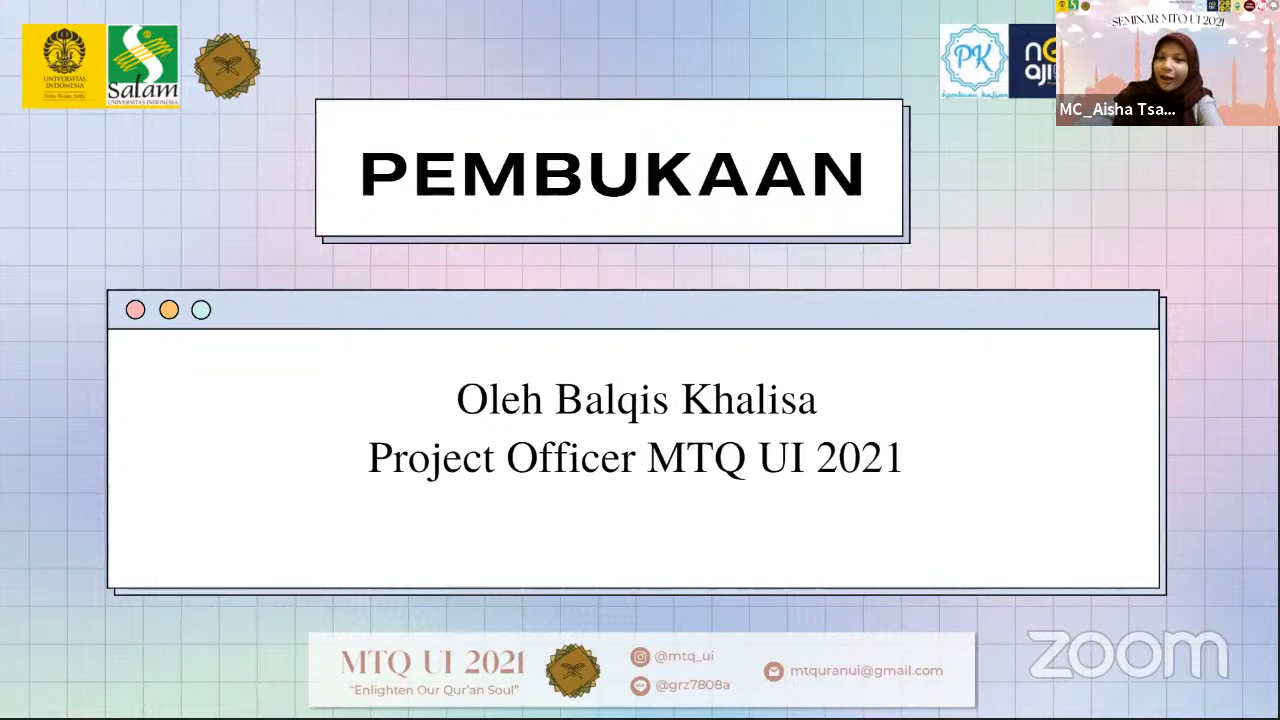 UNIVERSITAS
INDONESIA
Salam
UNIVERSITAS INDONESIA
PK
SEMINAR MTQ UI 2021
MC_Aisha Tsa...
PEMBUKAAN
Oleh Balqis Khalisa
Project Officer MTQ UI 2021
MTQ UI 2021
“Enlighten Our Qur'an Soul”
@mtq_ui
@grz7808a
mtquranui@gmail.com
zoom